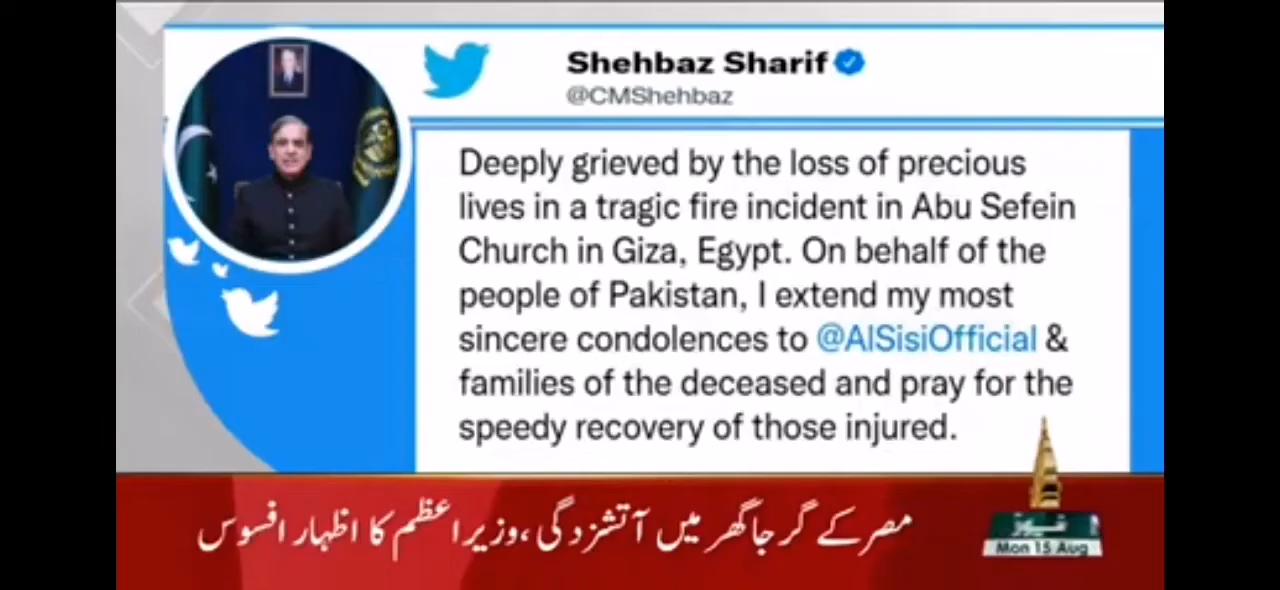 Shehbaz Sharif
@CMShehbaz
Deeply grieved by the loss of precious
lives in a tragic fire incident in Abu Sefein
Church in Giza, Egypt. On behalf of the
people of Pakistan, I extend my most
sincere condolences to @AlSisiOfficial &
families of the deceased and pray for the
speedy recovery of those injured.
مصر کے گرجا گھر میں آتشزدگی ،وزیراعظم کا اظہار افسوس
نیوز
Mon 15 Aug